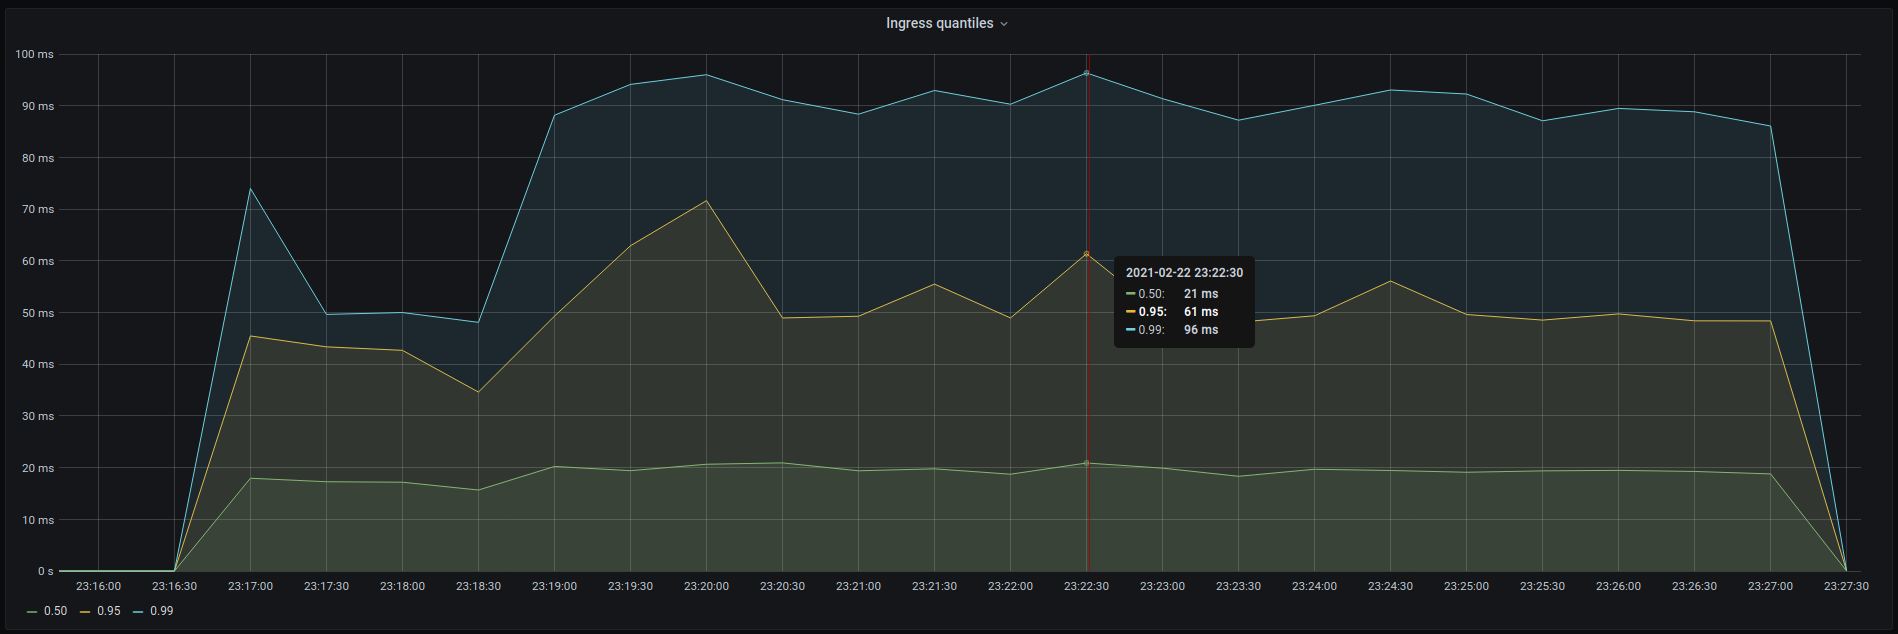 Ingress quantiles
100 ms
90 ms
80 ms
70 ms
60 ms
50 ms
40 ms
30 ms
20 ms
10 ms
0 s
2021-02-22 23:22:30
0.50: 21 ms
0.95: 61 ms
0.99: 96 ms
23:16:00 23:16:30 23:17:00 23:17:30 23:18:00 23:18:30 23:19:00 23:19:30 23:20:00 23:20:30 23:21:00 23:21:30 23:22:00 23:22:30 23:23:00 23:23:30 23:24:00 23:24:30 23:25:00 23:25:30 23:26:00 23:26:30 23:27:00 23:27:30
0.50 0.95 0.99